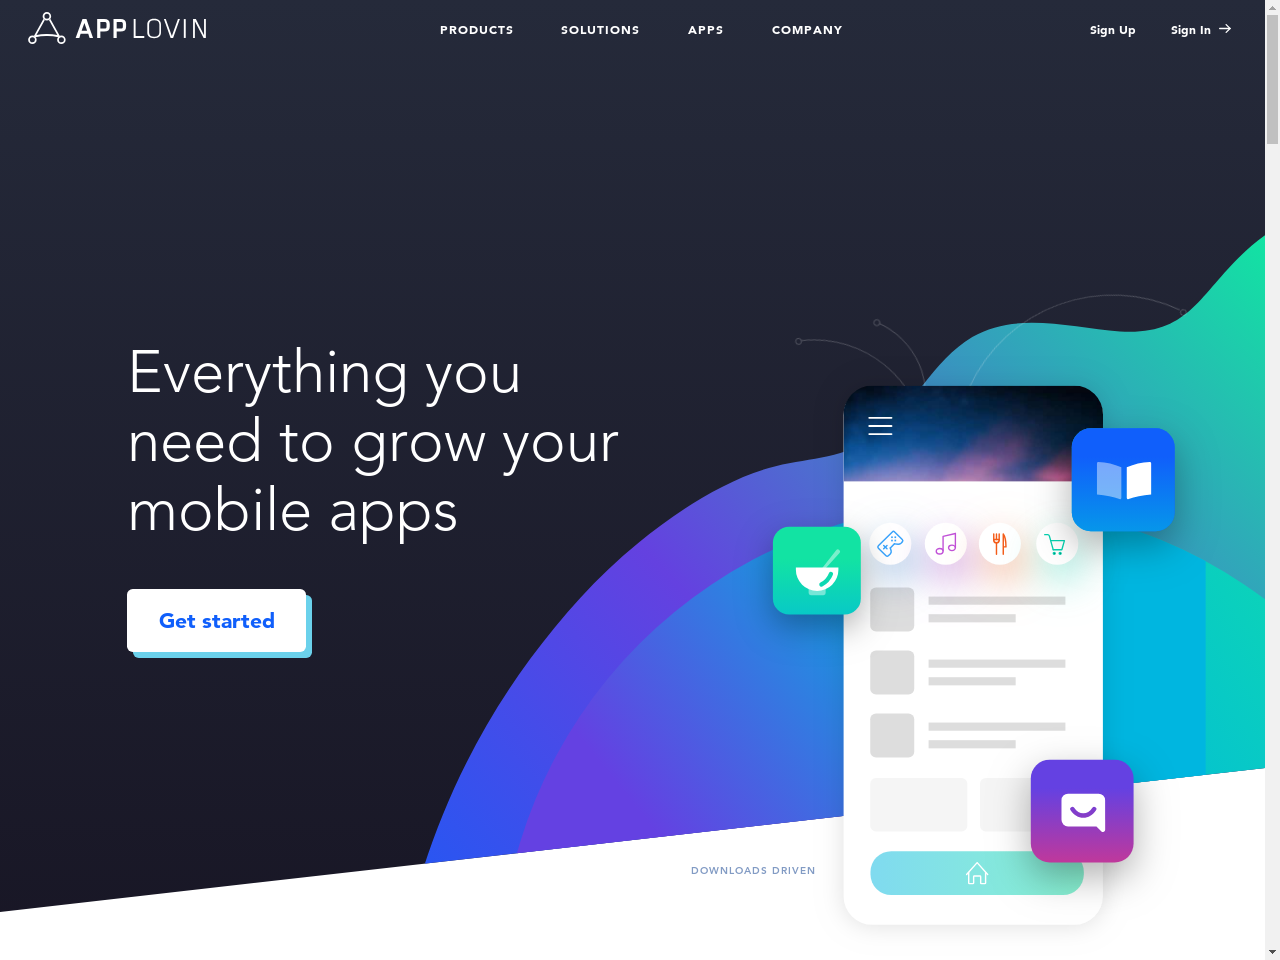 APPLOVIN
PRODUCTS
SOLUTIONS
APPS
COMPANY
Sign Up
Sign In
Everything you
need to grow your
mobile apps
Get started
DOWNLOADS DRIVEN